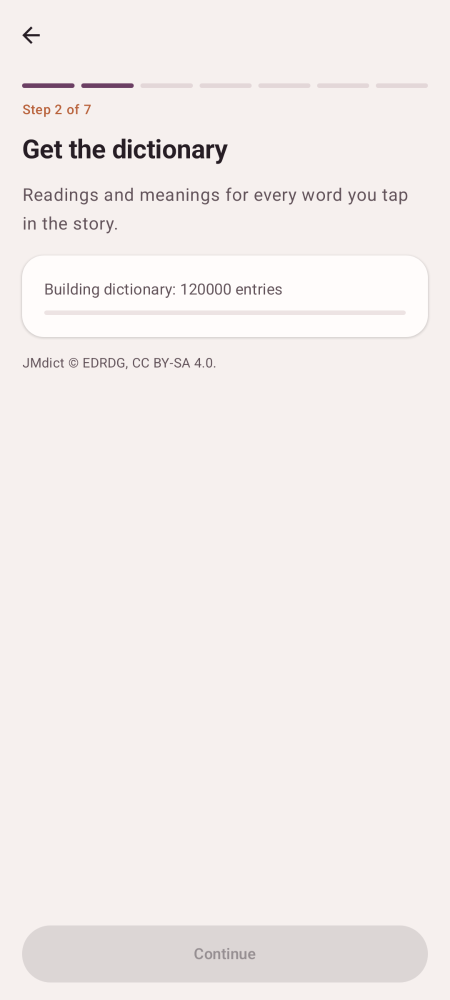 Step 2 of 7
Get the dictionary
Readings and meanings for every word you tap
in the story.
Building dictionary: 120000 entries
JMdict © EDRDG, CC BY-SA 4.0.
Continue